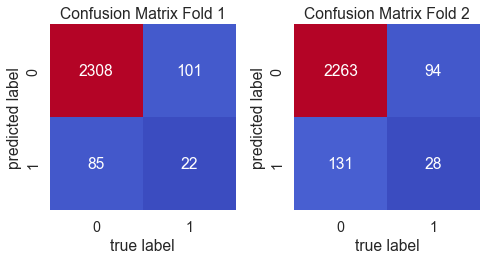 Confusion Matrix Fold 1
predicted label
0
2308
101
1
85
22
0
1
true label
Confusion Matrix Fold 2
predicted label
0
2263
94
1
131
28
0
1
true label